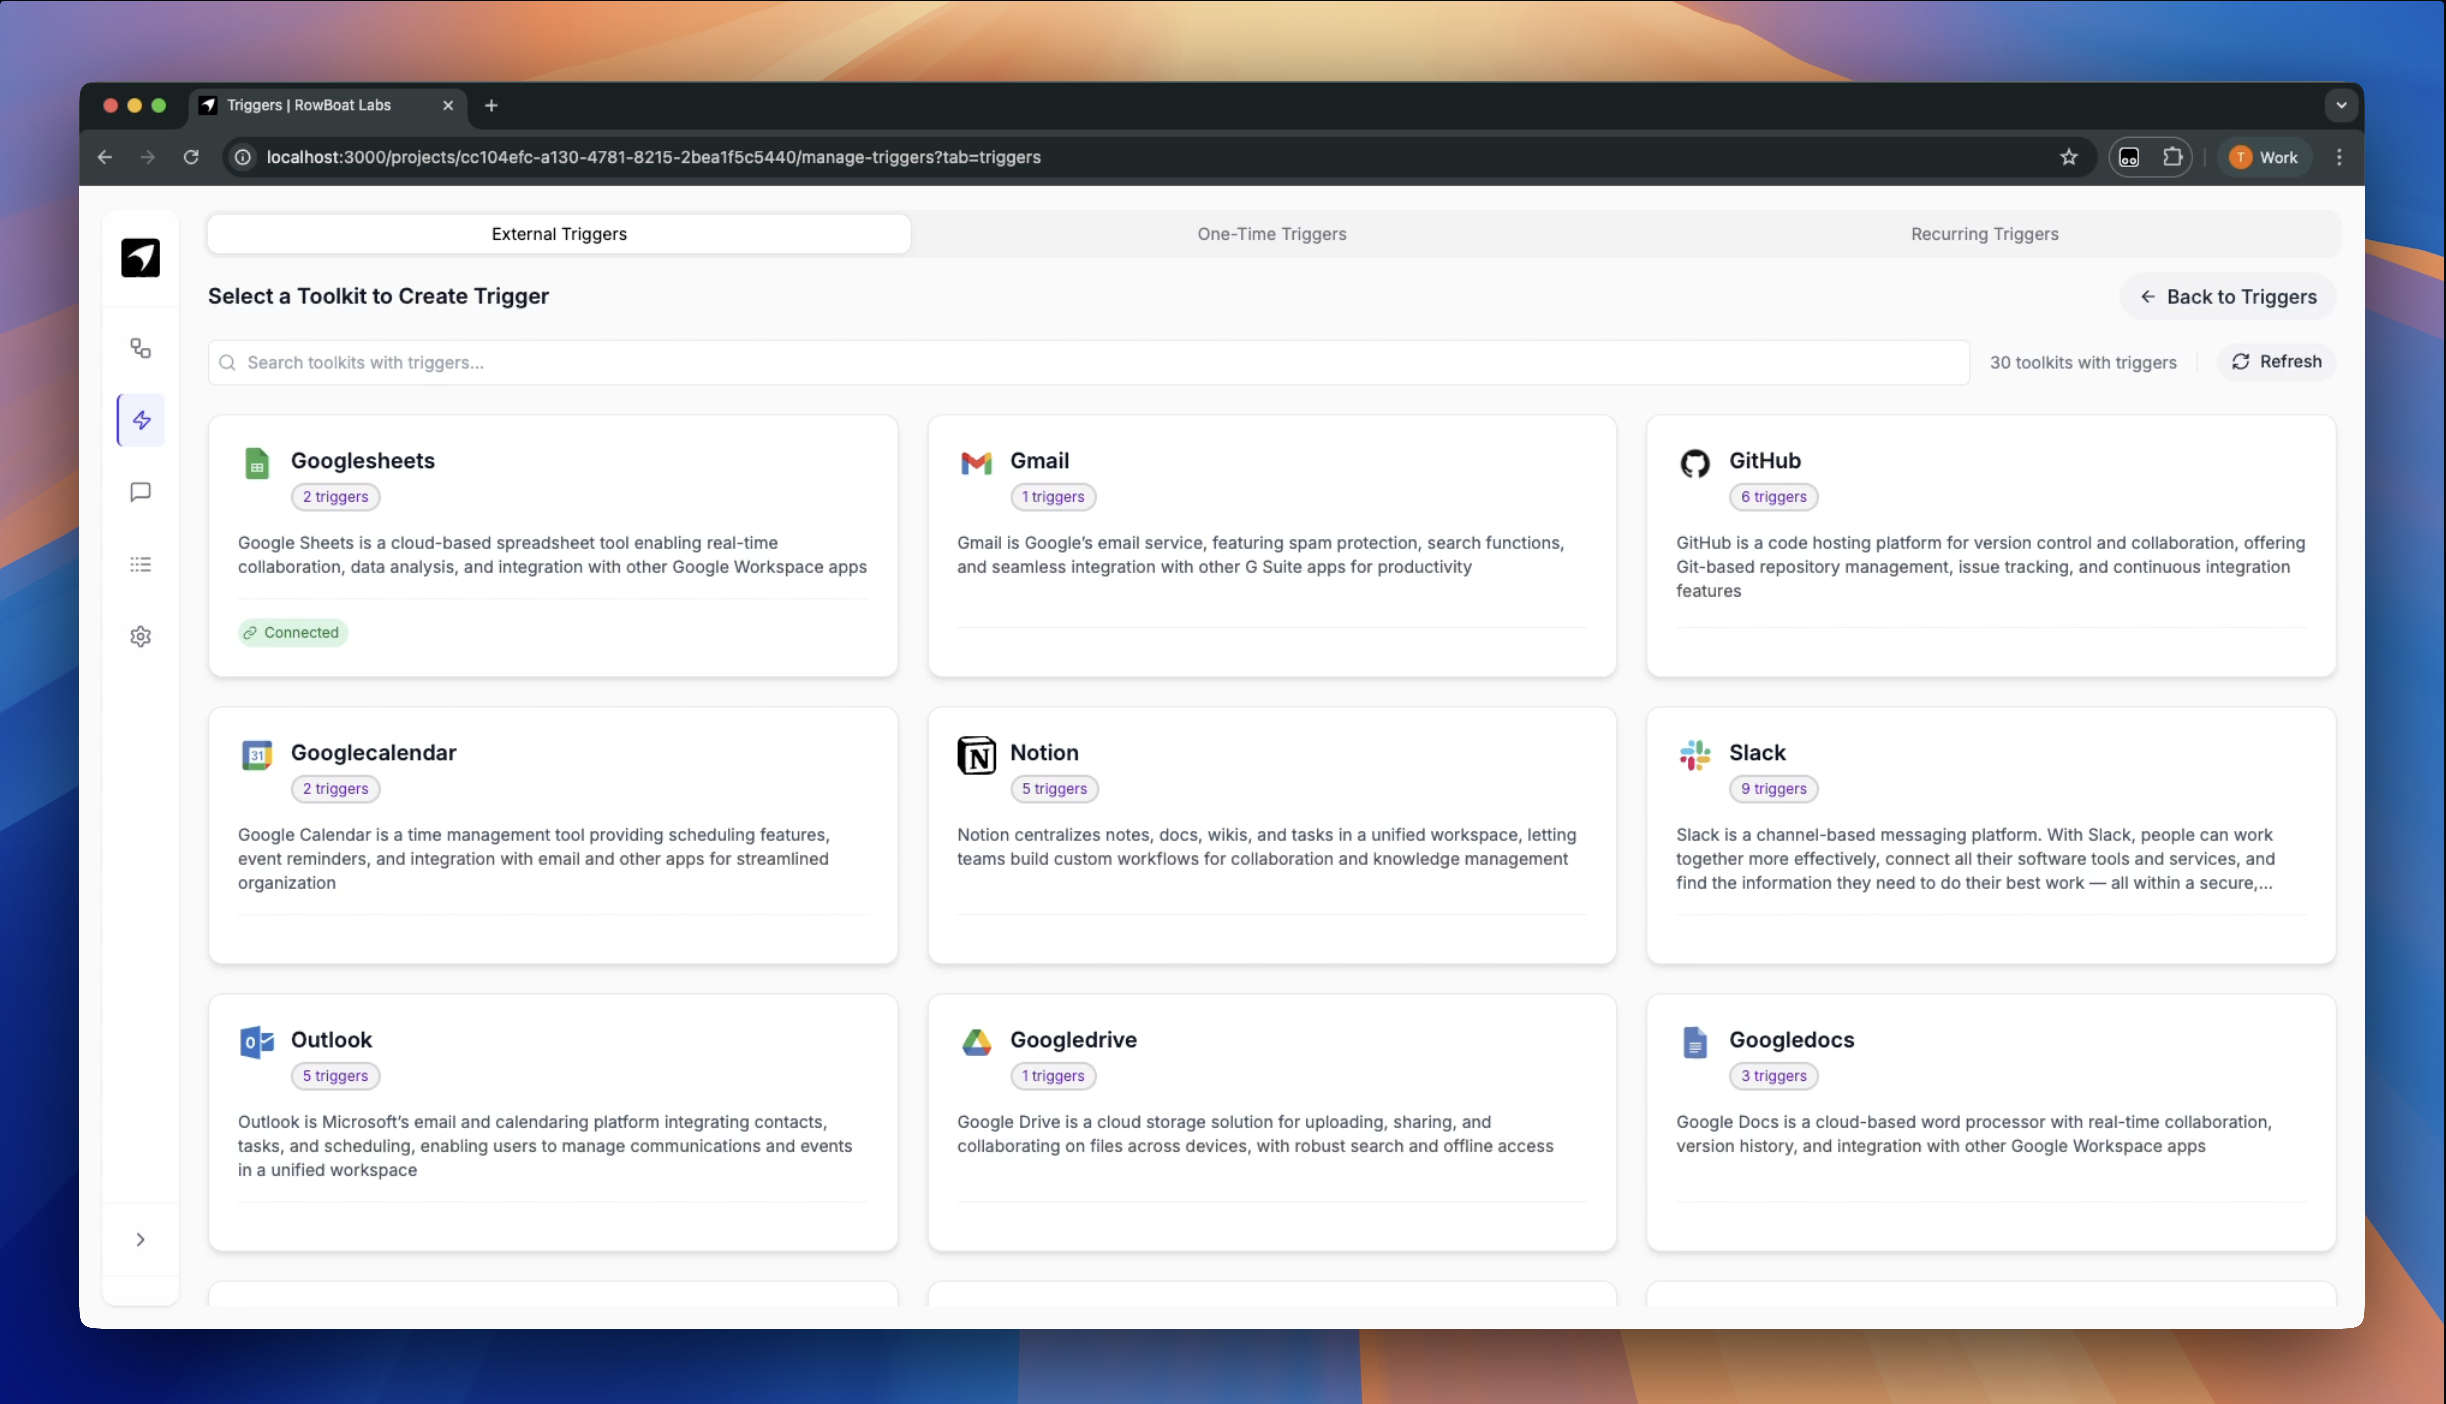 Triggers | RowBoat Labs
localhost:3000/projects/cc104efc-a130-4781-8215-2bea1f5c5440/manage-triggers?tab=triggers
T Work
External Triggers
One-Time Triggers
Recurring Triggers
Select a Toolkit to Create Trigger
Back to Triggers
Search toolkits with triggers...
30 toolkits with triggers
Refresh
Googlesheets
2 triggers
Google Sheets is a cloud-based spreadsheet tool enabling real-time
collaboration, data analysis, and integration with other Google Workspace apps
Connected
Gmail
1 triggers
Gmail is Google’s email service, featuring spam protection, search functions,
and seamless integration with other G Suite apps for productivity
GitHub
6 triggers
GitHub is a code hosting platform for version control and collaboration, offering
Git-based repository management, issue tracking, and continuous integration
features
31
Googlecalendar
2 triggers
Google Calendar is a time management tool providing scheduling features,
event reminders, and integration with email and other apps for streamlined
organization
N
Notion
5 triggers
Notion centralizes notes, docs, wikis, and tasks in a unified workspace, letting
teams build custom workflows for collaboration and knowledge management
Slack
9 triggers
Slack is a channel-based messaging platform. With Slack, people can work
together more effectively, connect all their software tools and services, and
find the information they need to do their best work — all within a secure,...
O
Outlook
5 triggers
Outlook is Microsoft’s email and calendaring platform integrating contacts,
tasks, and scheduling, enabling users to manage communications and events
in a unified workspace
Googledrive
1 triggers
Google Drive is a cloud storage solution for uploading, sharing, and
collaborating on files across devices, with robust search and offline access
Googledocs
3 triggers
Google Docs is a cloud-based word processor with real-time collaboration,
version history, and integration with other Google Workspace apps